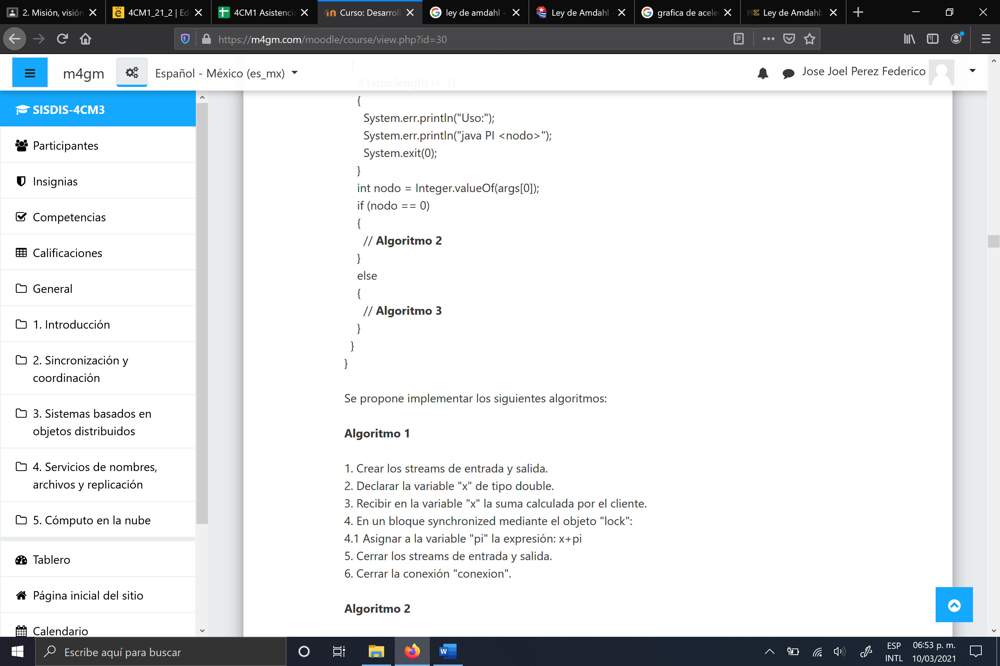 2. Misión, visión
4CM1_21_2 | Ed
4CM1 Asistencia
Curso: Desarroll
ley de amdahl -
Ley de Amdahl
grafica de acele
Ley de Amdahl:
https://m4gm.com/moodle/course/view.php?id=30
m4gm
Español - México (es_mx)
Jose Joel Perez Federico
SISDIS-4CM3
Participantes
Insignias
Competencias
Calificaciones
General
1. Introducción
2. Sincronización y
coordinación
3. Sistemas basados en
objetos distribuidos
4. Servicios de nombres,
archivos y replicación
5. Cómputo en la nube
Tablero
Página inicial del sitio
Calendario
{
if (args.length != 1)
{
System.err.println("Uso:");
System.err.println("java PI <nodo>");
System.exit(0);
}
int nodo = Integer.valueOf(args[0]);
if (nodo == 0)
{
// Algoritmo 2
}
else
{
// Algoritmo 3
}
}
}
Se propone implementar los siguientes algoritmos:
Algoritmo 1
1. Crear los streams de entrada y salida.
2. Declarar la variable "x" de tipo double.
3. Recibir en la variable "x" la suma calculada por el cliente.
4. En un bloque synchronized mediante el objeto "lock":
4.1 Asignar a la variable "pi" la expresión: x+pi
5. Cerrar los streams de entrada y salida.
6. Cerrar la conexión "conexion".
Algoritmo 2
Escribe aquí para buscar
W
ESP
INTL
06:53 p. m.
10/03/2021